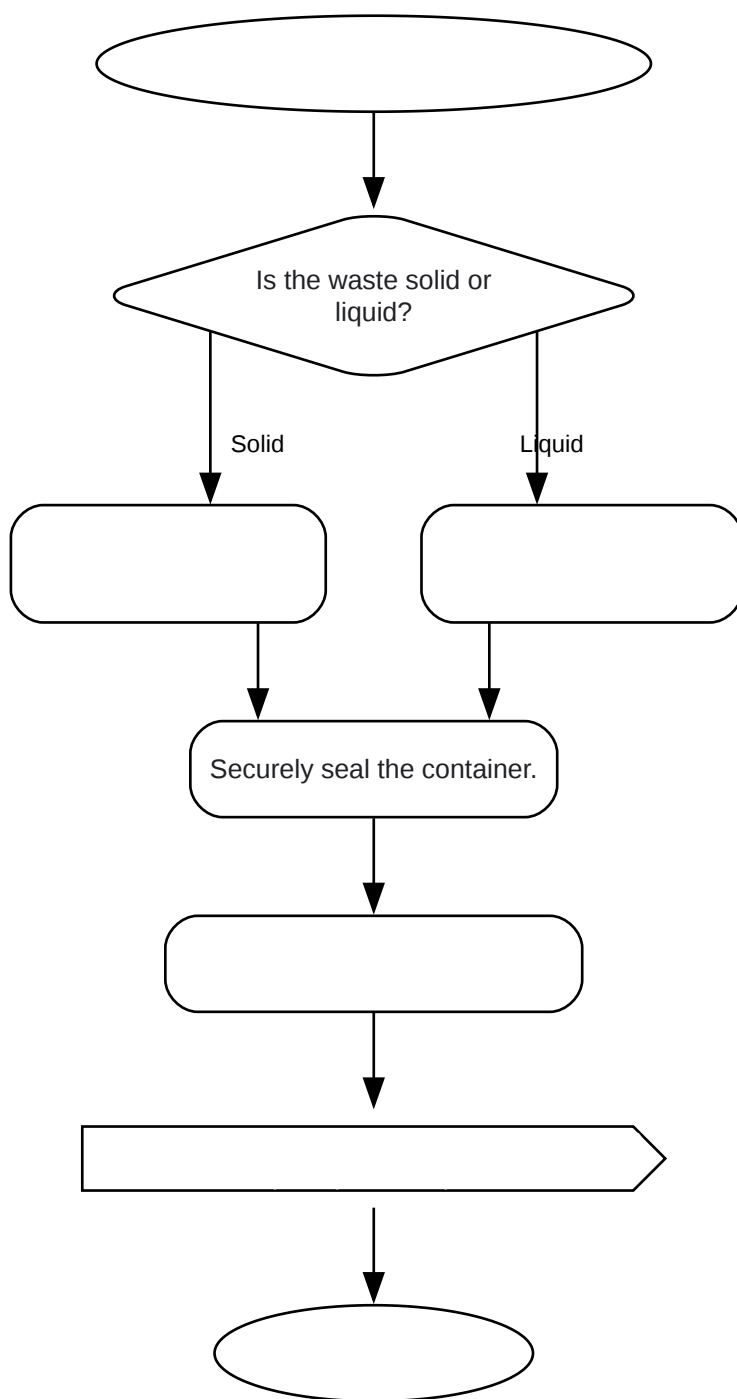 Is the waste solid or
liquid?
Solid
Liquid
Securely seal the container.